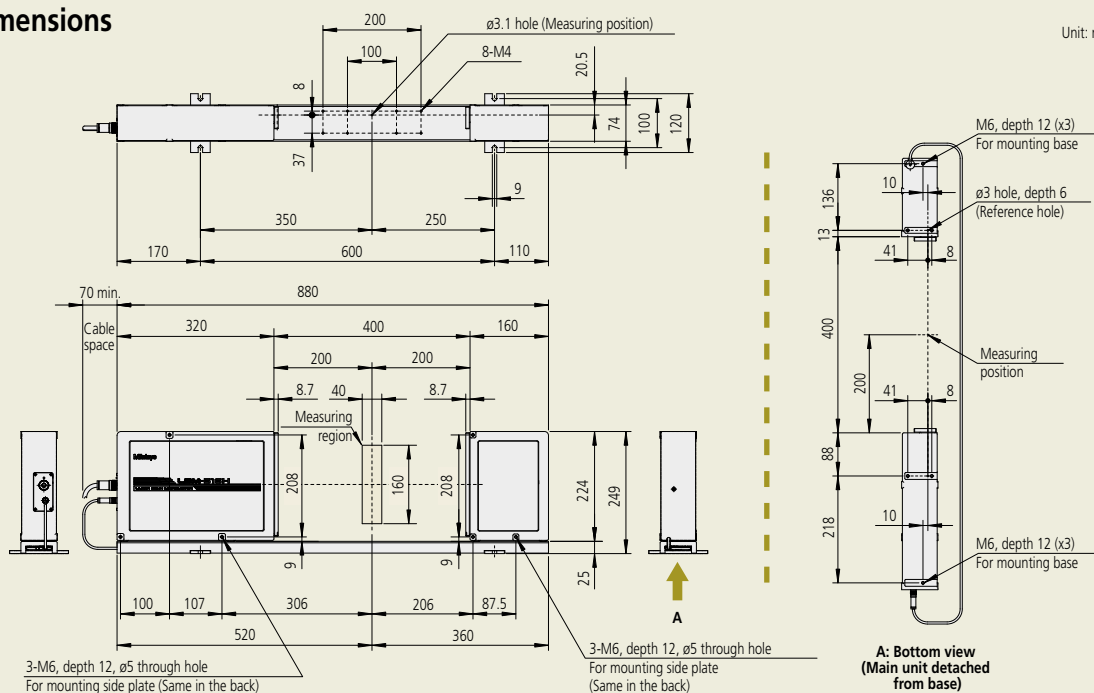 mensions
Unit: m
200
ø3.1 hole (Measuring position)
100
8-M4
20.5
8
37
74
100
120
9
350
250
170
600
110
70 min.
880
Cable
space
320
400
160
200
200
8.7
40
8.7
Measuring
region
Mitutoyo
LSM-516H
208
160
208
224
249
9
9
25
100
107
306
206
87.5
520
360
A
3-M6, depth 12, ø5 through hole
For mounting side plate (Same in the back)
3-M6, depth 12, ø5 through hole
For mounting side plate
(Same in the back)
M6, depth 12 (x3)
For mounting base
10
136
ø3 hole, depth 6
(Reference hole)
13
41
8
400
Measuring
position
200
41
8
88
10
218
M6, depth 12 (x3)
For mounting base
A: Bottom view
(Main unit detached
from base)